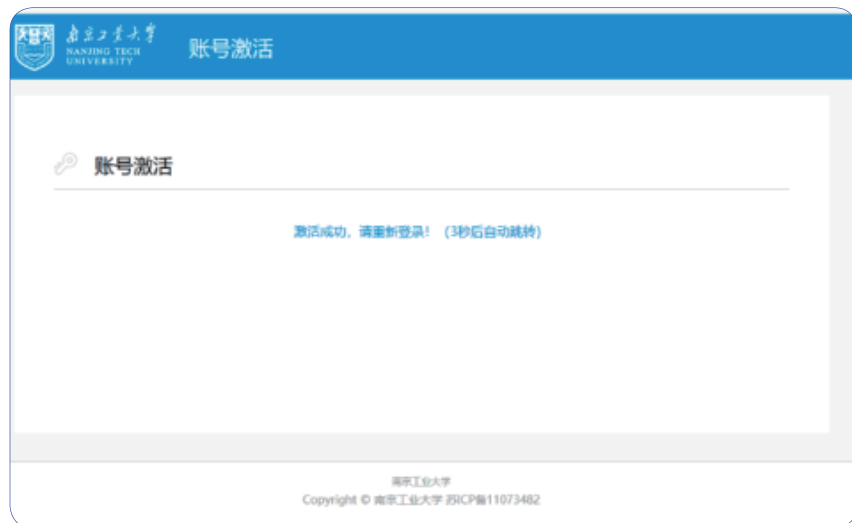 南京工业大学
NANJING TECH
UNIVERSITY
账号激活
账号激活
激活成功，请重新登录！（3秒后自动跳转）
南京工业大学
Copyright © 南京工业大学 苏ICP备11073482